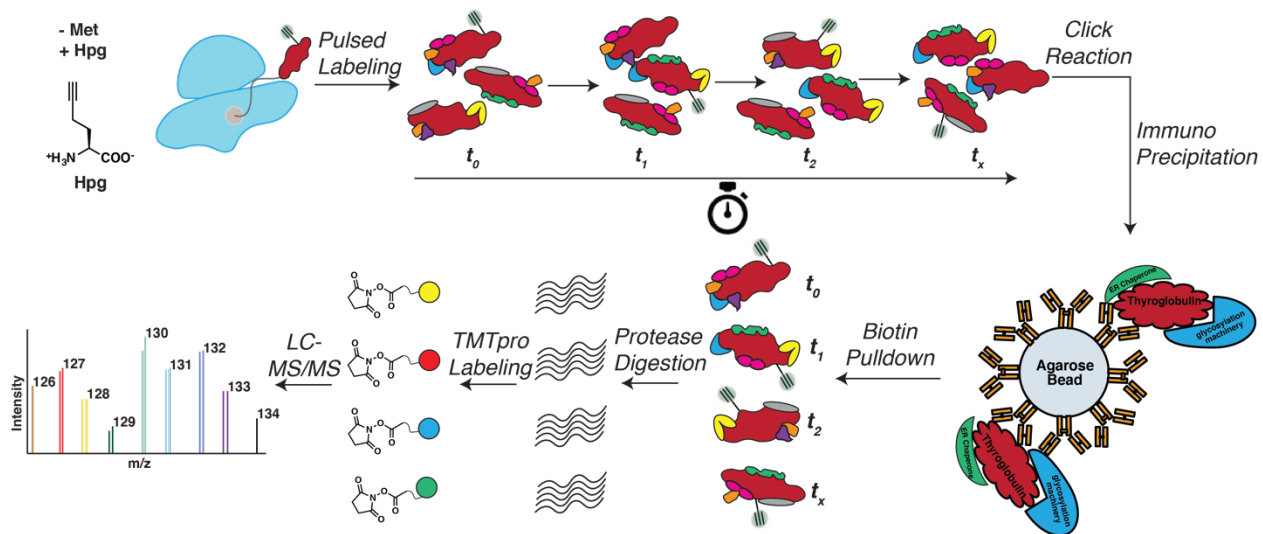 - Met
+ Hpg
⁺H₃N COO⁻
Hpg
Pulsed
Labeling
t₀
t₁
t₂
tₓ
Click
Reaction
Immuno
Precipitation
ER Chaperone
Thyroglobulin
glycosylation
machinery
Agarose
Bead
ER Chaperone
Thyroglobulin
glycosylation
machinery
Biotin
Pulldown
t₀
t₁
t₂
tₓ
Protease
Digestion
TMTpro
Labeling
O
N
O
O
O
O
N
O
O
O
O
N
O
O
O
O
N
O
O
O
LC-
MS/MS
Intensity
126
127
128
129
130
131
132
133
134
m/z